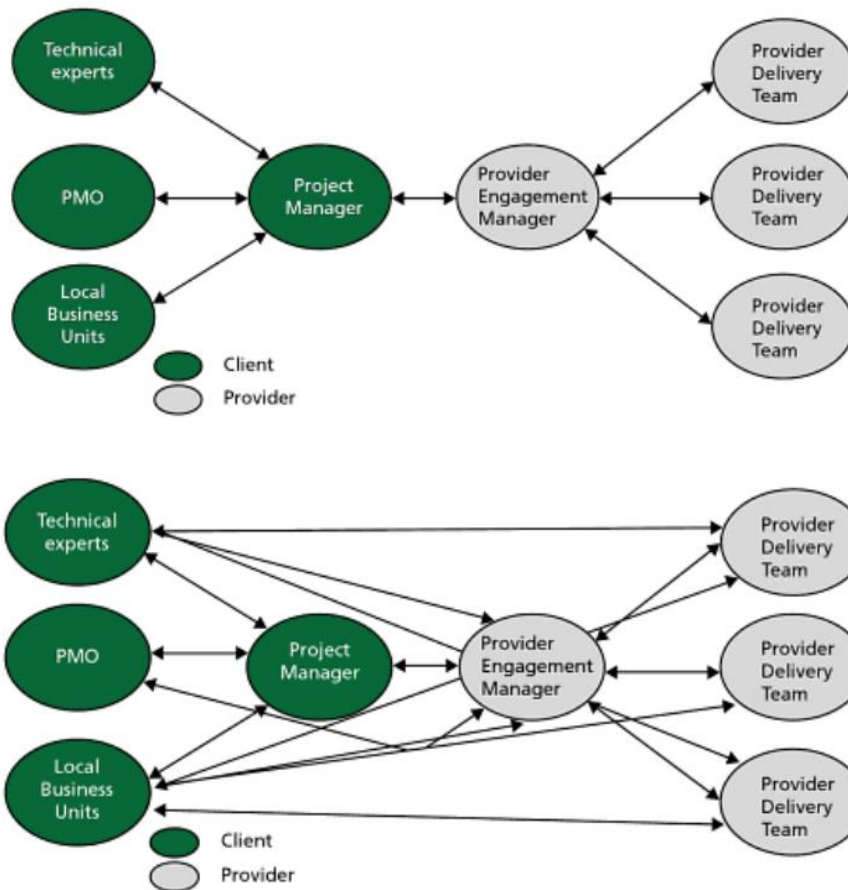 Technical
experts
PMO
Local
Business
Units
Project
Manager
Provider
Engagement
Manager
Provider
Delivery
Team
Provider
Delivery
Team
Provider
Delivery
Team
Client
Provider
Technical
experts
PMO
Local
Business
Units
Project
Manager
Provider
Engagement
Manager
Provider
Delivery
Team
Provider
Delivery
Team
Provider
Delivery
Team
Client
Provider